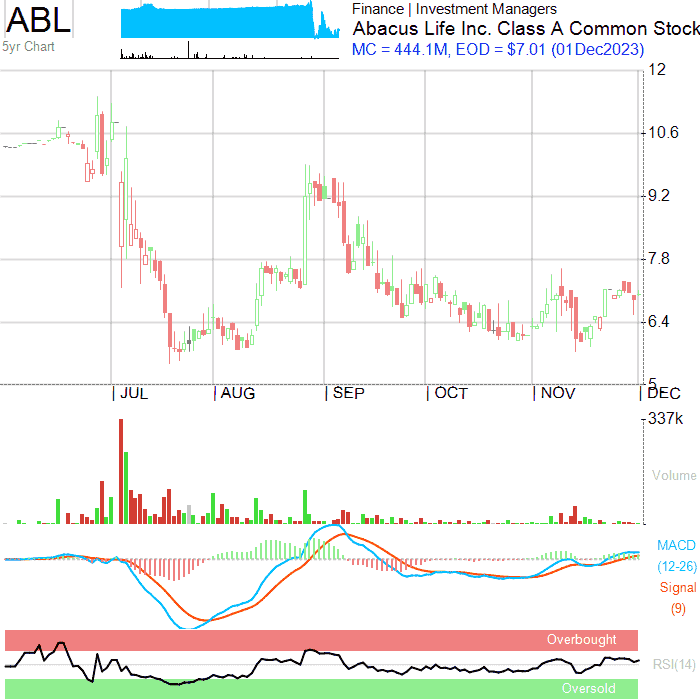 ABL
5yr Chart
Finance | Investment Managers
Abacus Life Inc. Class A Common Stock
MC = 444.1M, EOD = $7.01 (01Dec2023)
12
10.6
9.2
7.8
6.4
5
| JUL | AUG | SEP | OCT | NOV | DEC
337k
Volume
MACD
(12-26)
Signal
(9)
Overbought
RSI(14)
Oversold